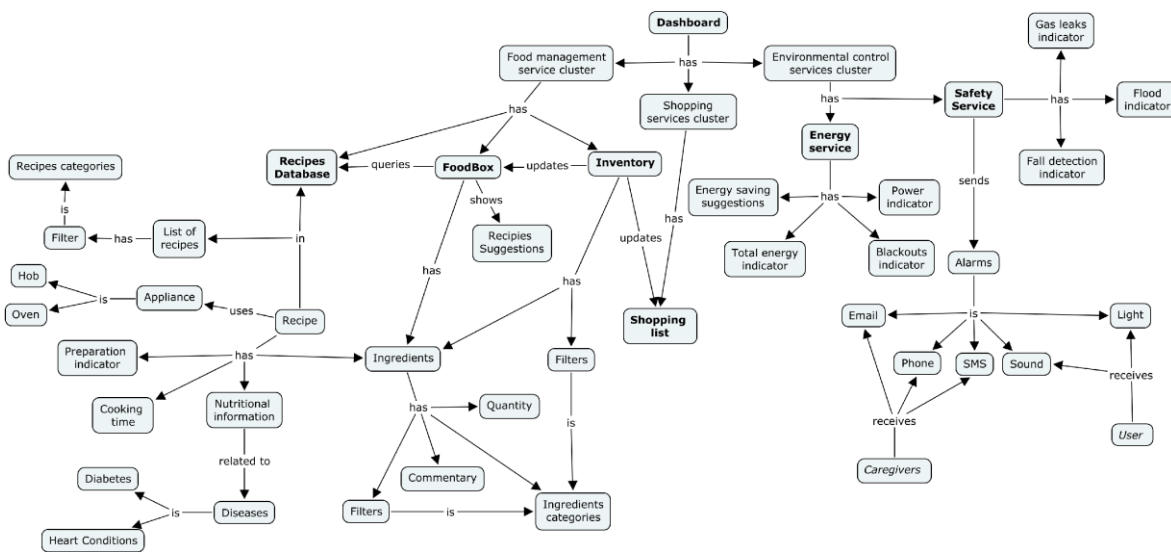 Dashboard
Gas leaks
indicator
Food management
service cluster
has
Environmental control
services cluster
Shopping
services cluster
has
has
Safety
Service
has
Flood
indicator
Energy
service
Recipes categories
Recipes
Database
queries
FoodBox
updates
Inventory
Fall detection
indicator
is
shows
Energy saving
suggestions
has
Power
indicator
sends
Filter
has
List of
recipes
in
Recipies
Suggestions
has
updates
Total energy
indicator
Blackouts
indicator
Alarms
Hob
is
Appliance
has
has
Oven
uses
Recipe
Shopping
list
Email
is
Light
Preparation
indicator
has
Ingredients
Filters
Phone
SMS
Sound
receives
Cooking
time
Nutritional
information
has
Quantity
is
receives
User
related to
Commentary
Caregivers
Diabetes
is
Diseases
Filters
is
Ingredients
categories
Heart Conditions